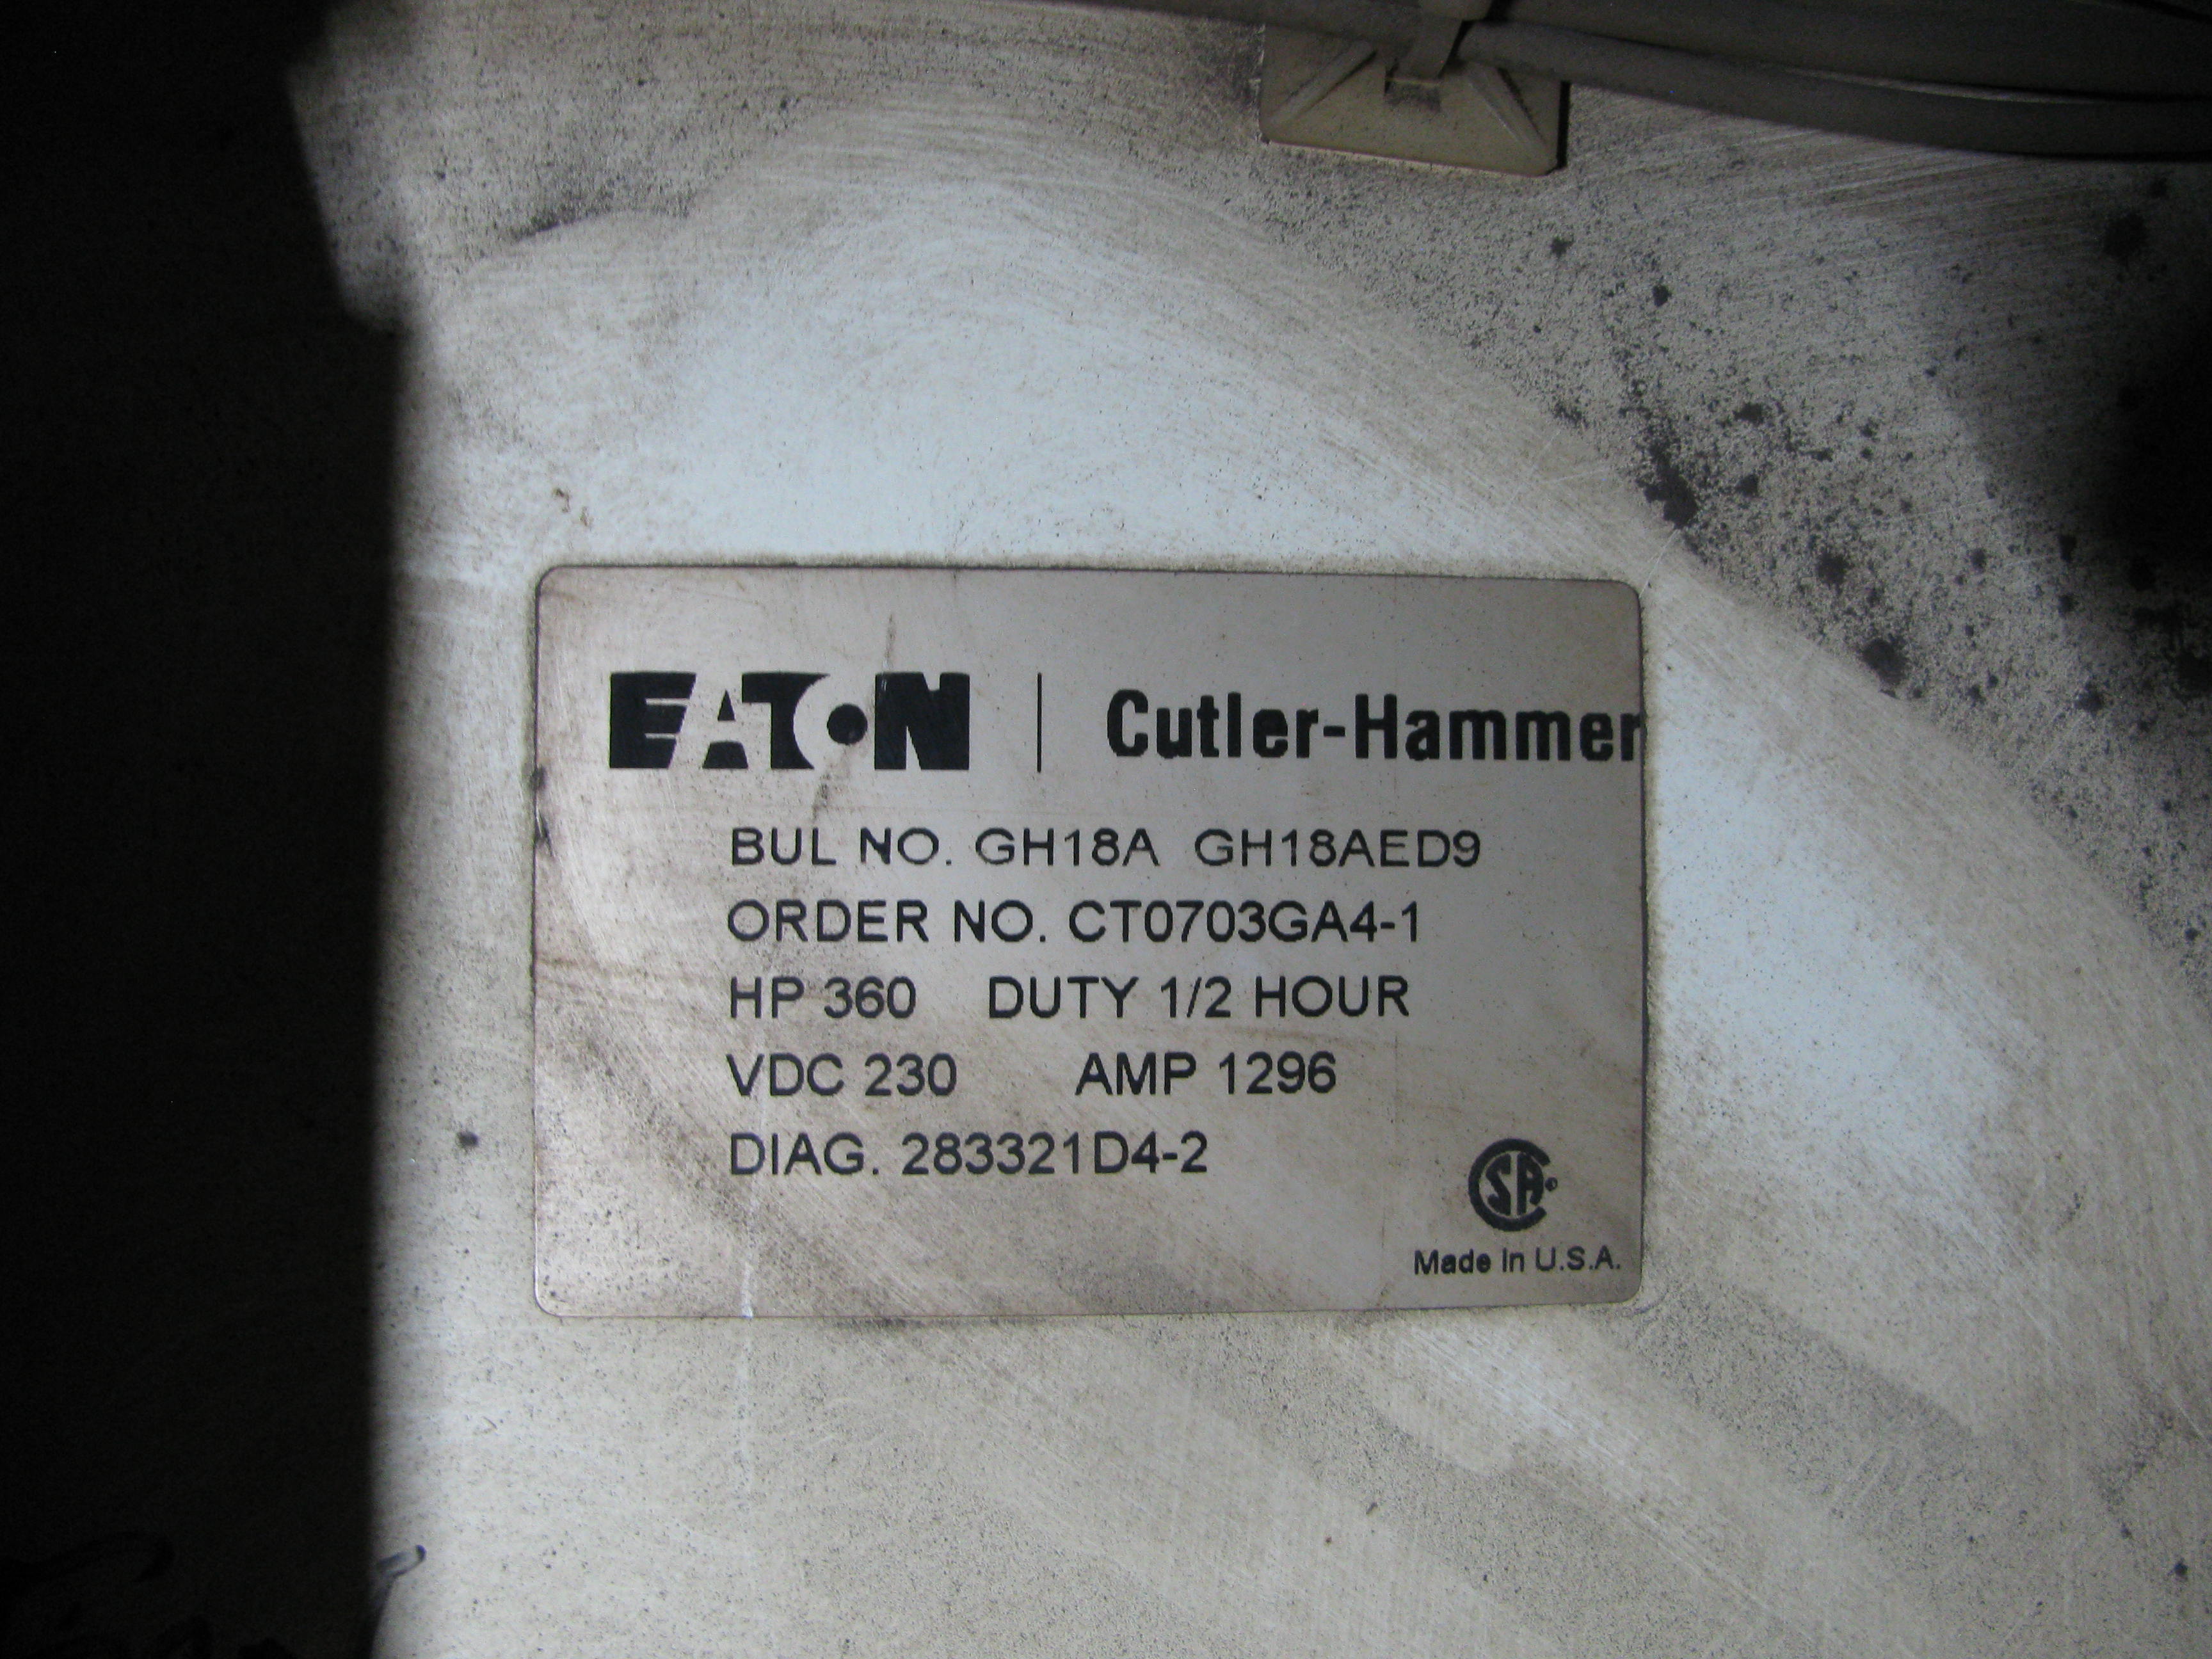 EATON | Cutler-Hammer
BUL NO. GH18A GH18AED9
ORDER NO. CT0703GA4-1
HP 360 DUTY 1/2 HOUR
VDC 230 AMP 1296
DIAG. 283321D4-2
CSA®
Made In U.S.A.